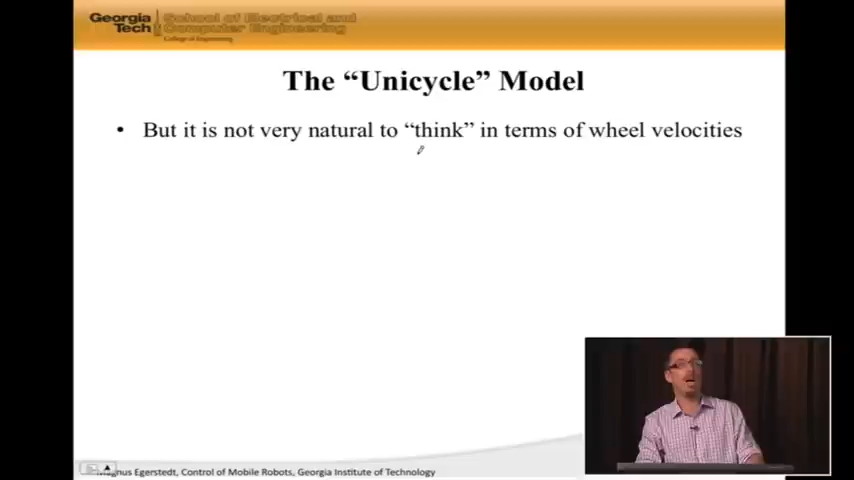 Georgia Tech
School of Electrical and Computer Engineering
College of Engineering
The “Unicycle” Model
• But it is not very natural to “think” in terms of wheel velocities
Magnus Egerstedt, Control of Mobile Robots, Georgia Institute of Technology